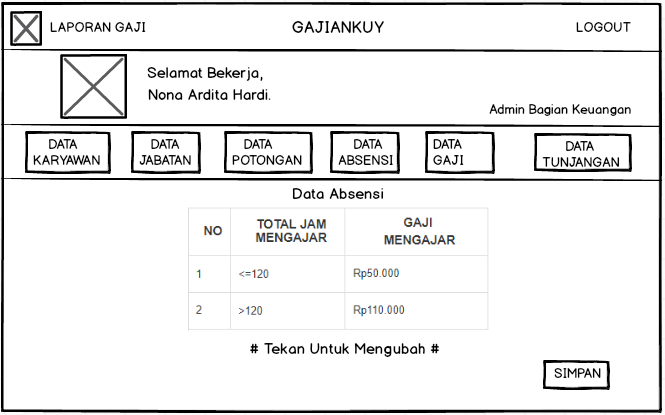 LAPORAN GAJI
GAJIANKUY
LOGOUT
Selamat Bekerja,
Nona Ardita Hardi.
Admin Bagian Keuangan
DATA
KARYAWAN
DATA
JABATAN
DATA
POTONGAN
DATA
ABSENSI
DATA
GAJI
DATA
TUNJANGAN
Data Absensi
NO
TOTAL JAM
MENGAJAR
GAJI
MENGAJAR
1 <=120 Rp50.000
2 >120 Rp110.000
# Tekan Untuk Mengubah #
SIMPAN